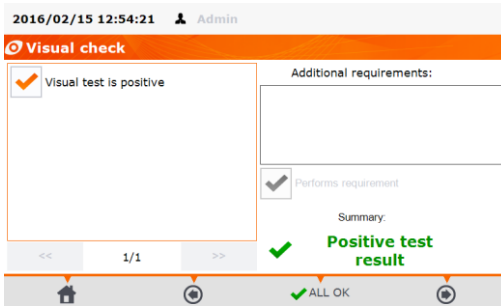 2016/02/15 12:54:21 Admin
Visual check
Visual test is positive
Additional requirements:
Performs requirement
Summary:
Positive test
result
<< 1/1 >>
ALL OK